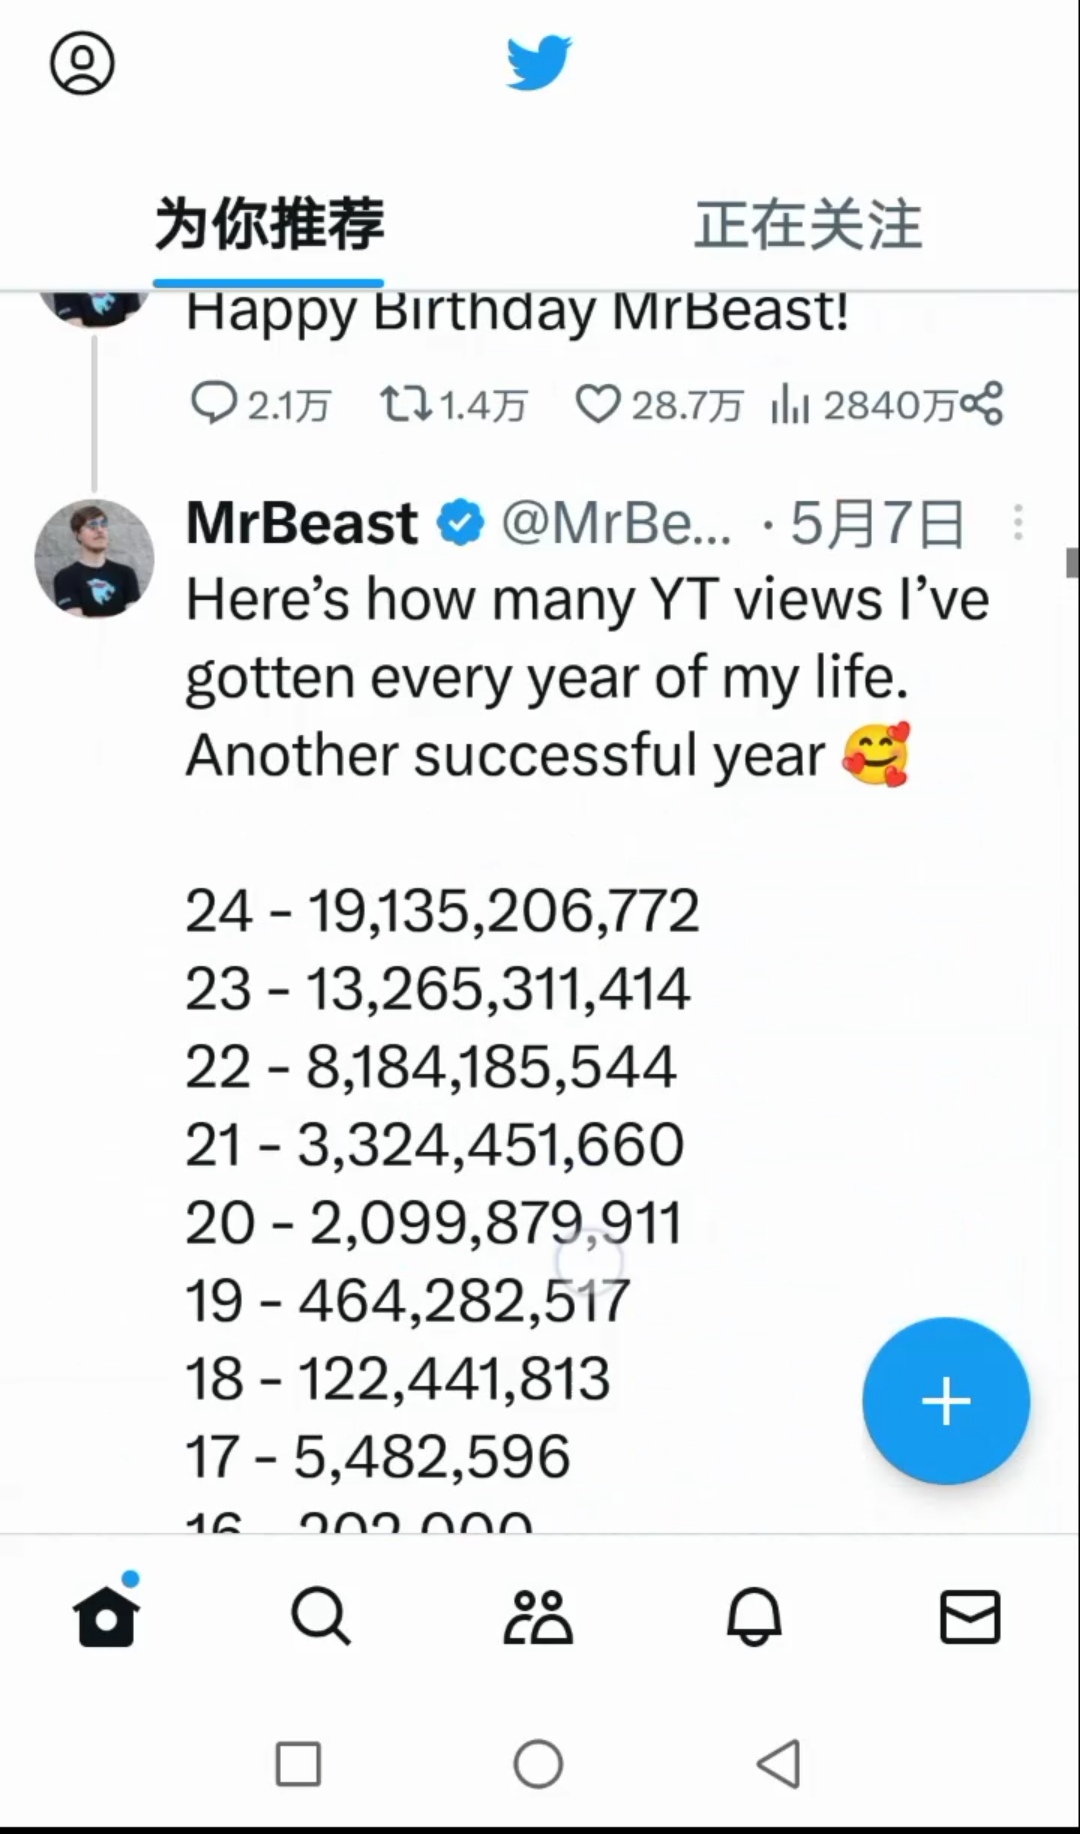 为你推荐
正在关注
Happy Birthday MrBeast!
2.1万 1.4万 28.7万 2840万
MrBeast @MrBe... · 5月7日
Here's how many YT views I've
gotten every year of my life.
Another successful year 🥰
24 - 19,135,206,772
23 - 13,265,311,414
22 - 8,184,185,544
21 - 3,324,451,660
20 - 2,099,879,911
19 - 464,282,517
18 - 122,441,813
17 - 5,482,596
16 - 202,000